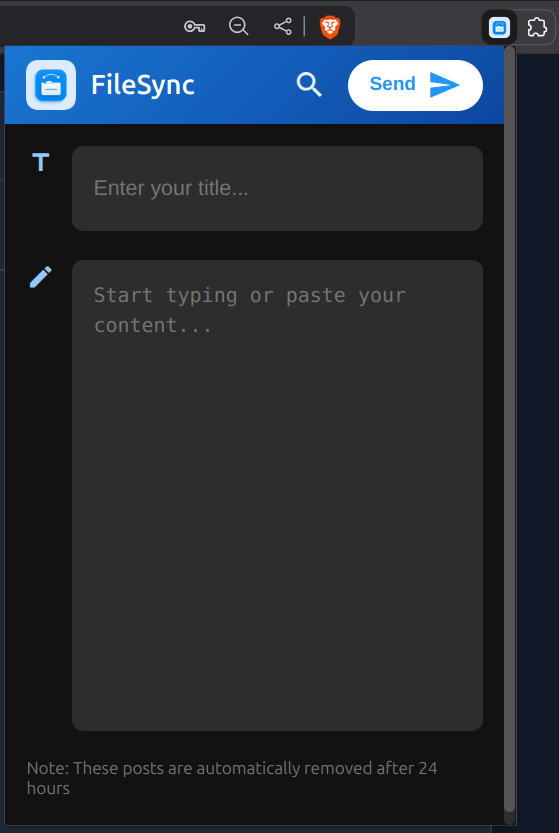 FileSync
Send
T
Enter your title...
Start typing or paste your
content...
Note: These posts are automatically removed after 24
hours